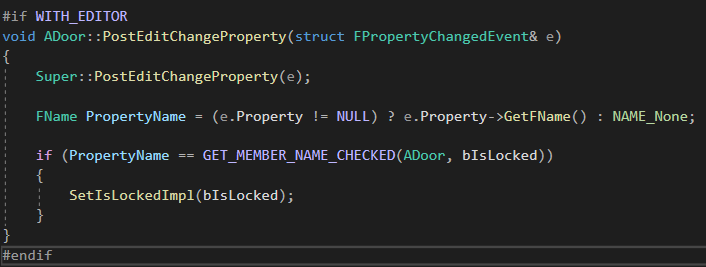 #if WITH_EDITOR
void ADoor::PostEditChangeProperty(struct FPropertyChangedEvent& e)
{
    Super::PostEditChangeProperty(e);

    FName PropertyName = (e.Property != NULL) ? e.Property->GetFName() : NAME_None;

    if (PropertyName == GET_MEMBER_NAME_CHECKED(ADoor, bIsLocked))
    {
        SetIsLockedImpl(bIsLocked);
    }
}
#endif